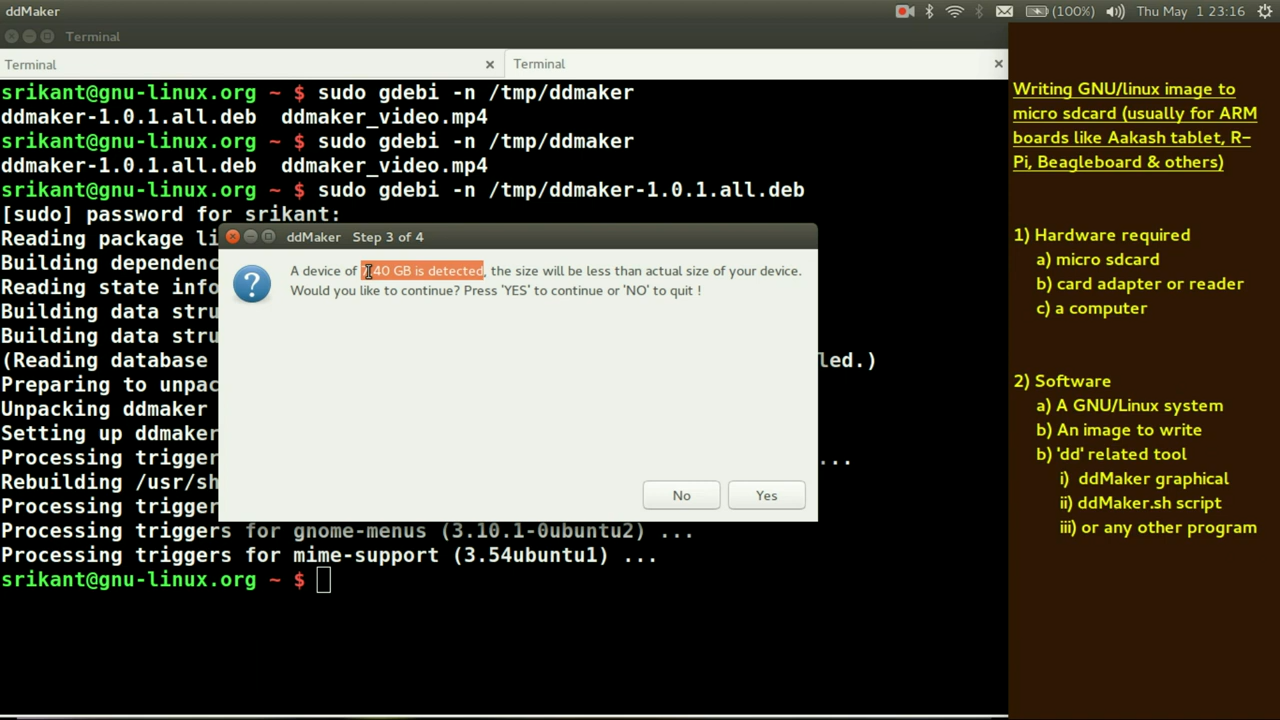 ddMaker
(100%)
Thu May 1 23:16
Terminal
Terminal
Terminal
srikant@gnu-linux.org ~ $ sudo gdebi -n /tmp/ddmaker
ddmaker-1.0.1.all.deb ddmaker_video.mp4
srikant@gnu-linux.org ~ $ sudo gdebi -n /tmp/ddmaker
ddmaker-1.0.1.all.deb ddmaker_video.mp4
srikant@gnu-linux.org ~ $ sudo gdebi -n /tmp/ddmaker-1.0.1.all.deb
[sudo] password for srikant:
Reading package li
Building dependenc
Reading state info
Building data stru
Building data stru
(Reading database led.)
Preparing to unpac
Unpacking ddmaker
Setting up ddmaker
Processing trigger ...
Rebuilding /usr/sh
Processing trigger
Processing triggers for gnome-menus (3.10.1-0ubuntu2) ...
Processing triggers for mime-support (3.54ubuntu1) ...
srikant@gnu-linux.org ~ $
ddMaker Step 3 of 4
A device of GB is detected, the size will be less than actual size of your device.
Would you like to continue? Press 'YES' to continue or 'NO' to quit !
No
Yes
Writing GNU/linux image to
micro sdcard (usually for ARM
boards like Aakash tablet, R-
Pi, Beagleboard & others)
1) Hardware required
a) micro sdcard
b) card adapter or reader
c) a computer
2) Software
a) A GNU/Linux system
b) An image to write
b) 'dd' related tool
i) ddMaker graphical
ii) ddMaker.sh script
iii) or any other program